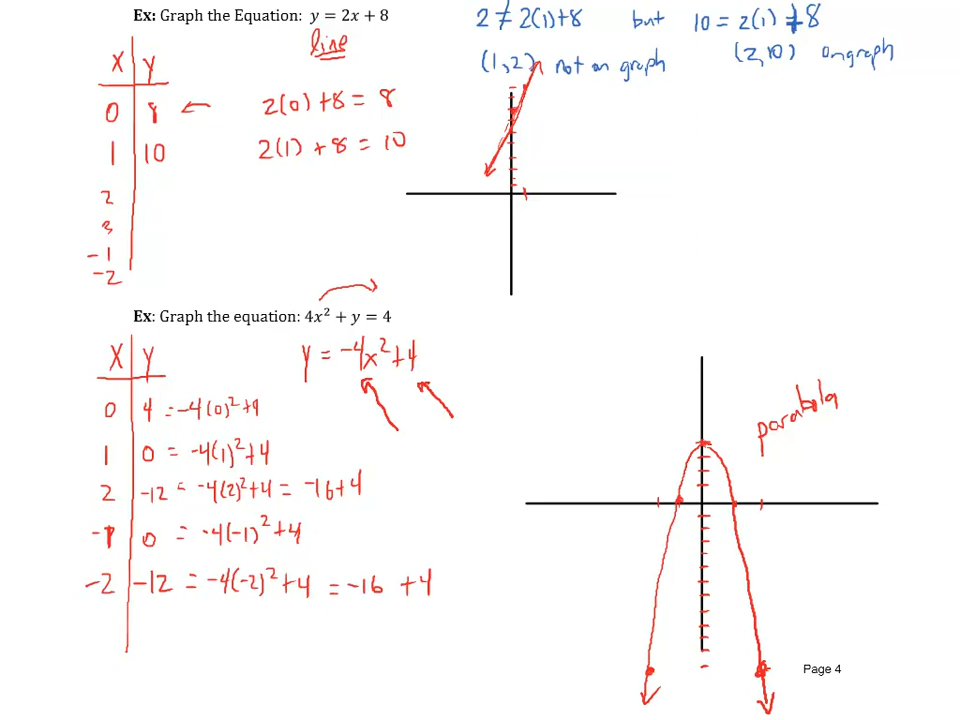 Ex: Graph the Equation: y = 2x + 8
2 ≠ 2(1)+8 but 10 = 2(1)+8
(1,2) not on graph (2,10) on graph
line
X Y
0 8 ← 2(0)+8 = 8
1 10 2(1)+8 = 10
2
3
-1
-2
Ex: Graph the equation: 4x² + y = 4
X Y
y = -4x²+4
0 4 = -4(0)²+4
1 0 = -4(1)²+4
2 -12 = -4(2)²+4 = -16+4
-1 0 = -4(-1)²+4
-2 -12 = -4(-2)²+4 = -16 +4
parabola
Page 4